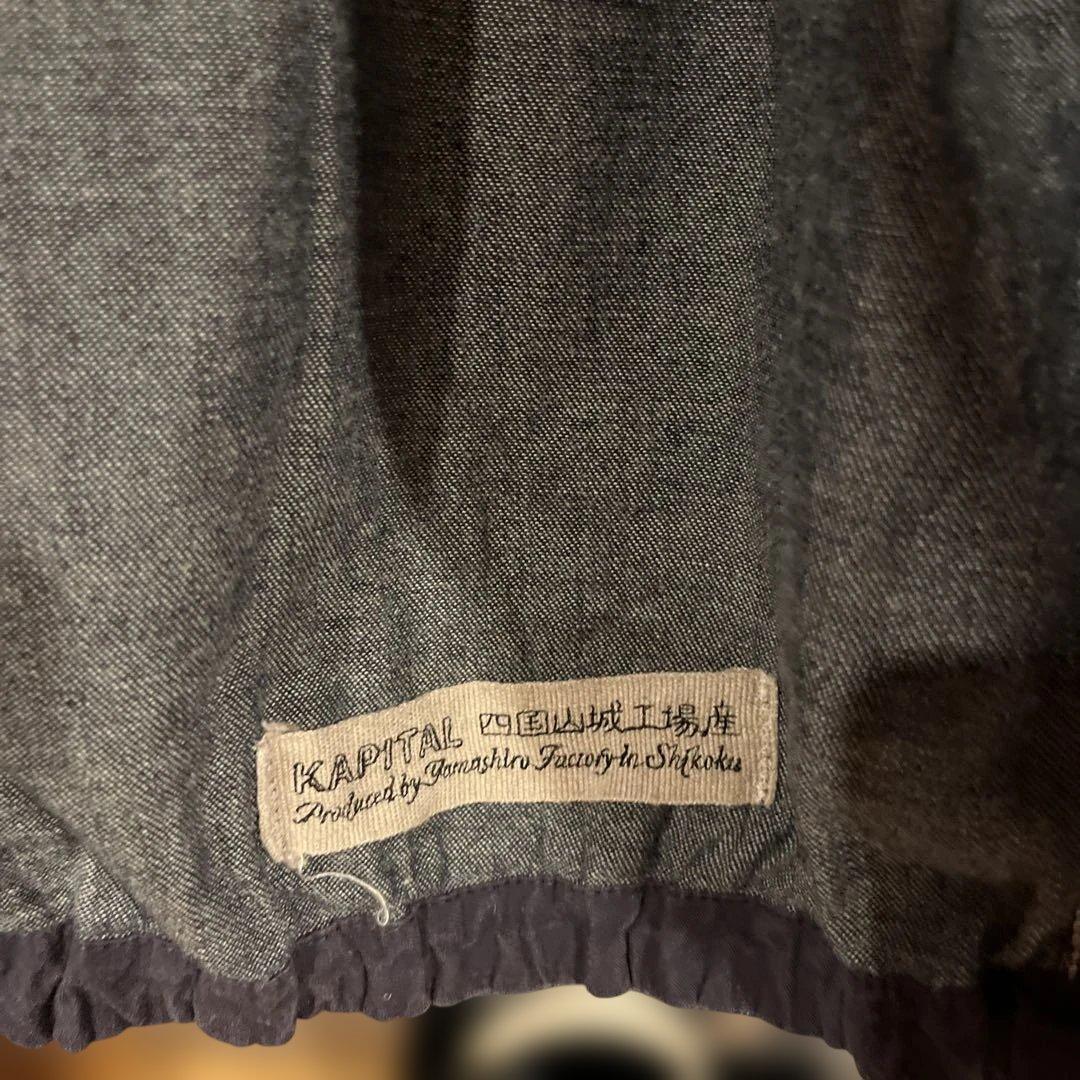 KAPITAL 四国山城工場産
Produced by Yamashiro Factory In Shikoku